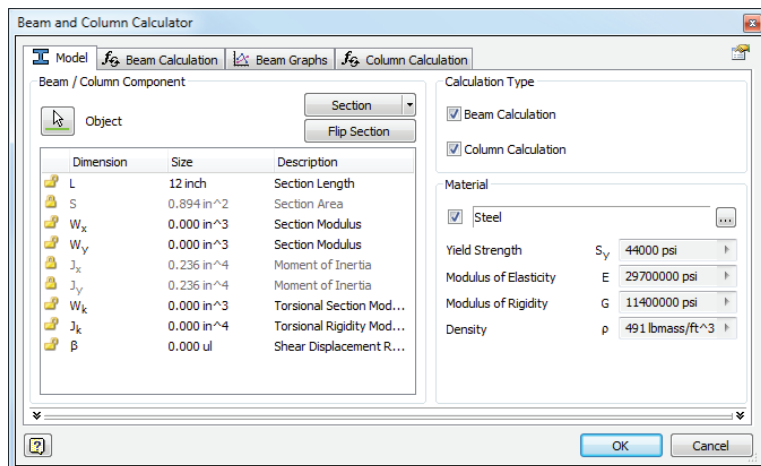 Beam and Column Calculator
Model
Beam Calculation
Beam Graphs
Column Calculation
Beam / Column Component
Object
Section
Flip Section
Dimension Size Description
L 12 inch Section Length
S 0.894 in^2 Section Area
Wx 0.000 in^3 Section Modulus
Wy 0.000 in^3 Section Modulus
Jx 0.236 in^4 Moment of Inertia
Jy 0.236 in^4 Moment of Inertia
Wk 0.000 in^3 Torsional Section Mod...
Jk 0.000 in^4 Torsional Rigidity Mod...
β 0.000 ul Shear Displacement R...
Calculation Type
Beam Calculation
Column Calculation
Material
Steel
...
Yield Strength Sy 44000 psi
Modulus of Elasticity E 29700000 psi
Modulus of Rigidity G 11400000 psi
Density ρ 491 lbmass/ft^3
OK
Cancel